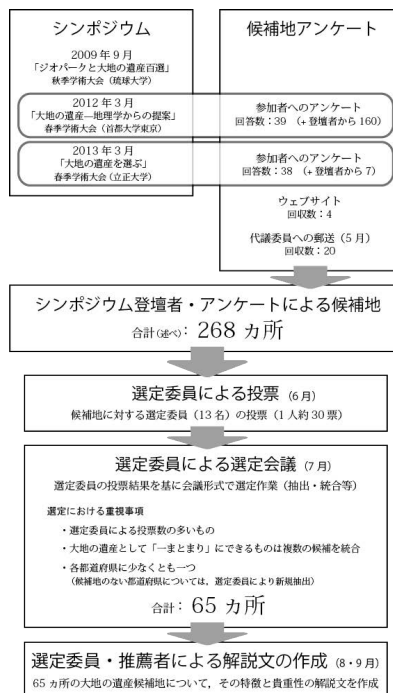 シンポジウム
2009年9月
「ジオパークと大地の遺産百選」
秋季学術大会（琉球大学）
2012年3月
「大地の遺産―地理学からの提案」
春季学術大会（首都大学東京）
2013年3月
「大地の遺産を選ぶ」
春季学術大会（立正大学）
候補地アンケート
参加者へのアンケート
回答数：39 （+ 登壇者から160）
参加者へのアンケート
回答数：38 （+ 登壇者から7）
ウェブサイト
回収数：4
代議委員への郵送（5月）
回収数：20
シンポジウム登壇者・アンケートによる候補地
合計（述べ）：268 ヵ所
選定委員による投票（6月）
候補地に対する選定委員（13名）の投票（1人約30票）
選定委員による選定会議（7月）
選定委員の投票結果を基に会議形式で選定作業（抽出・統合等）
選定における重視事項
・選定委員による投票数の多いもの
・大地の遺産として「一まとまり」にできるものは複数の候補を統合
・各都道府県に少なくとも一つ
（候補地のない都道府県については，選定委員により新規抽出）
合計：65 ヵ所
選定委員・推薦者による解説文の作成（8・9月）
65ヵ所の大地の遺産候補地について，その特徴と貴重性の解説文を作成